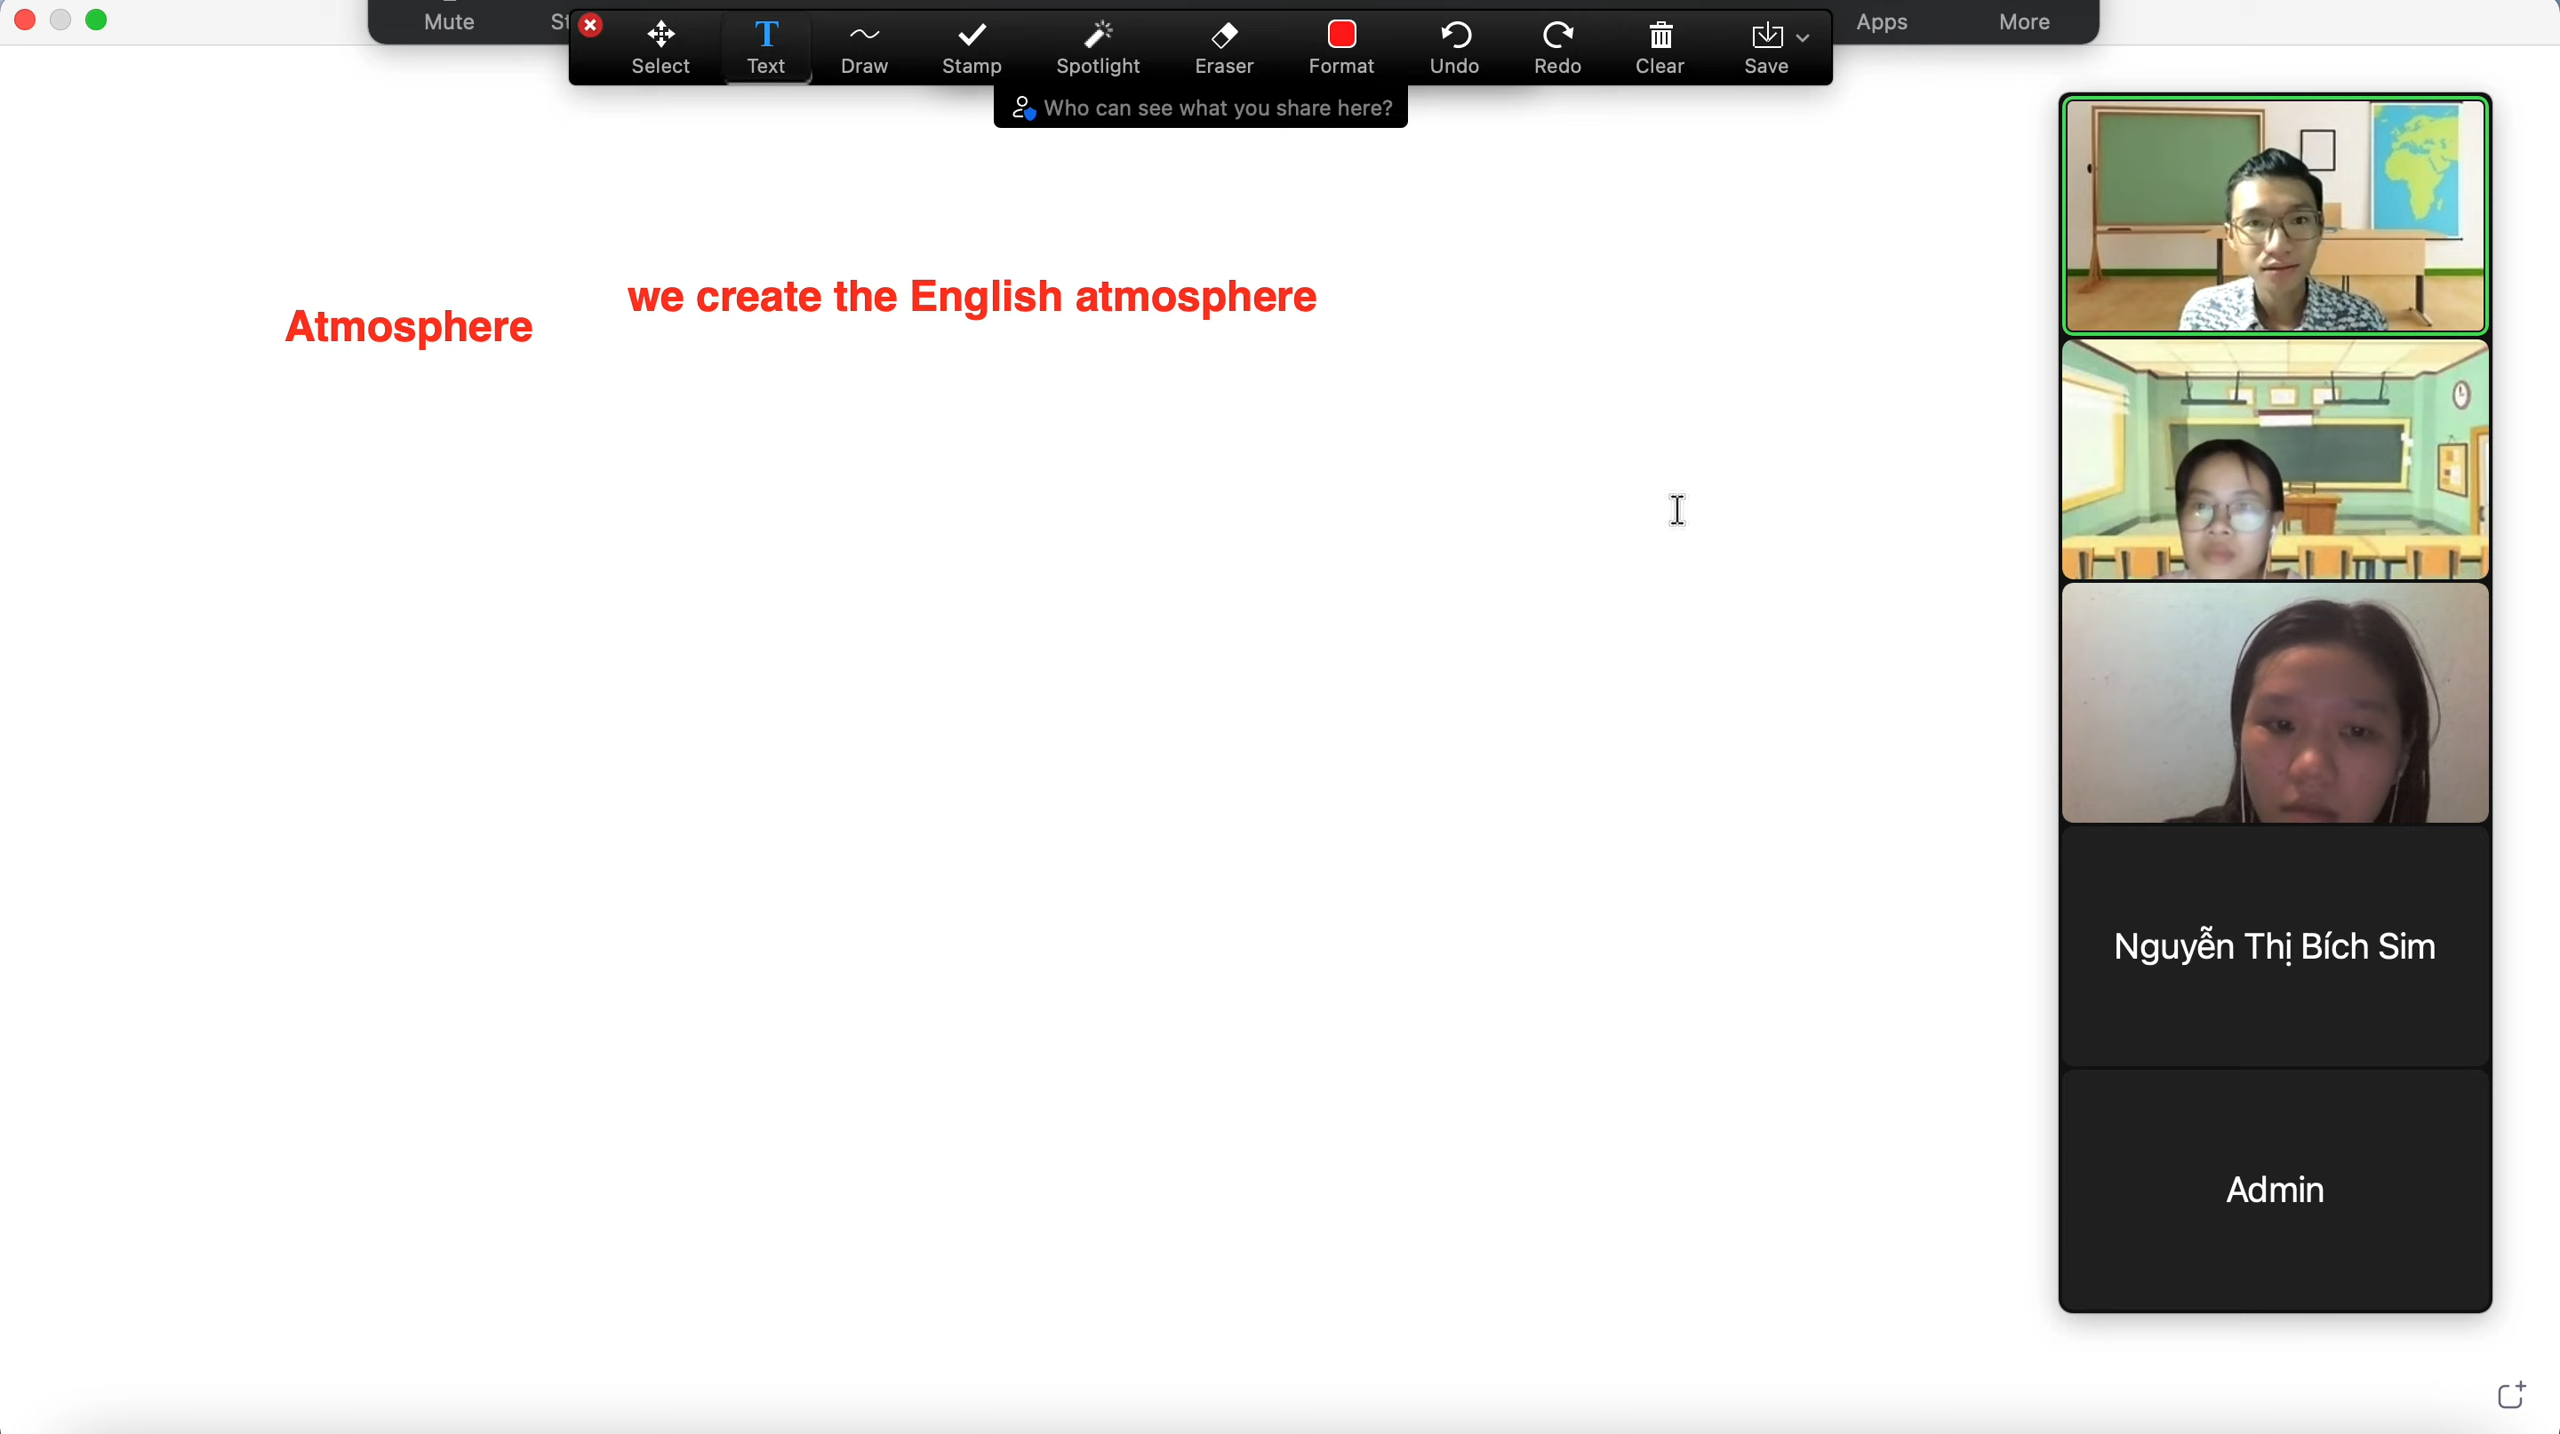 Mute
Apps
More
Select
Text
Draw
Stamp
Spotlight
Eraser
Format
Undo
Redo
Clear
Save
Who can see what you share here?
we create the English atmosphere
Atmosphere
Nguyễn Thị Bích Sim
Admin